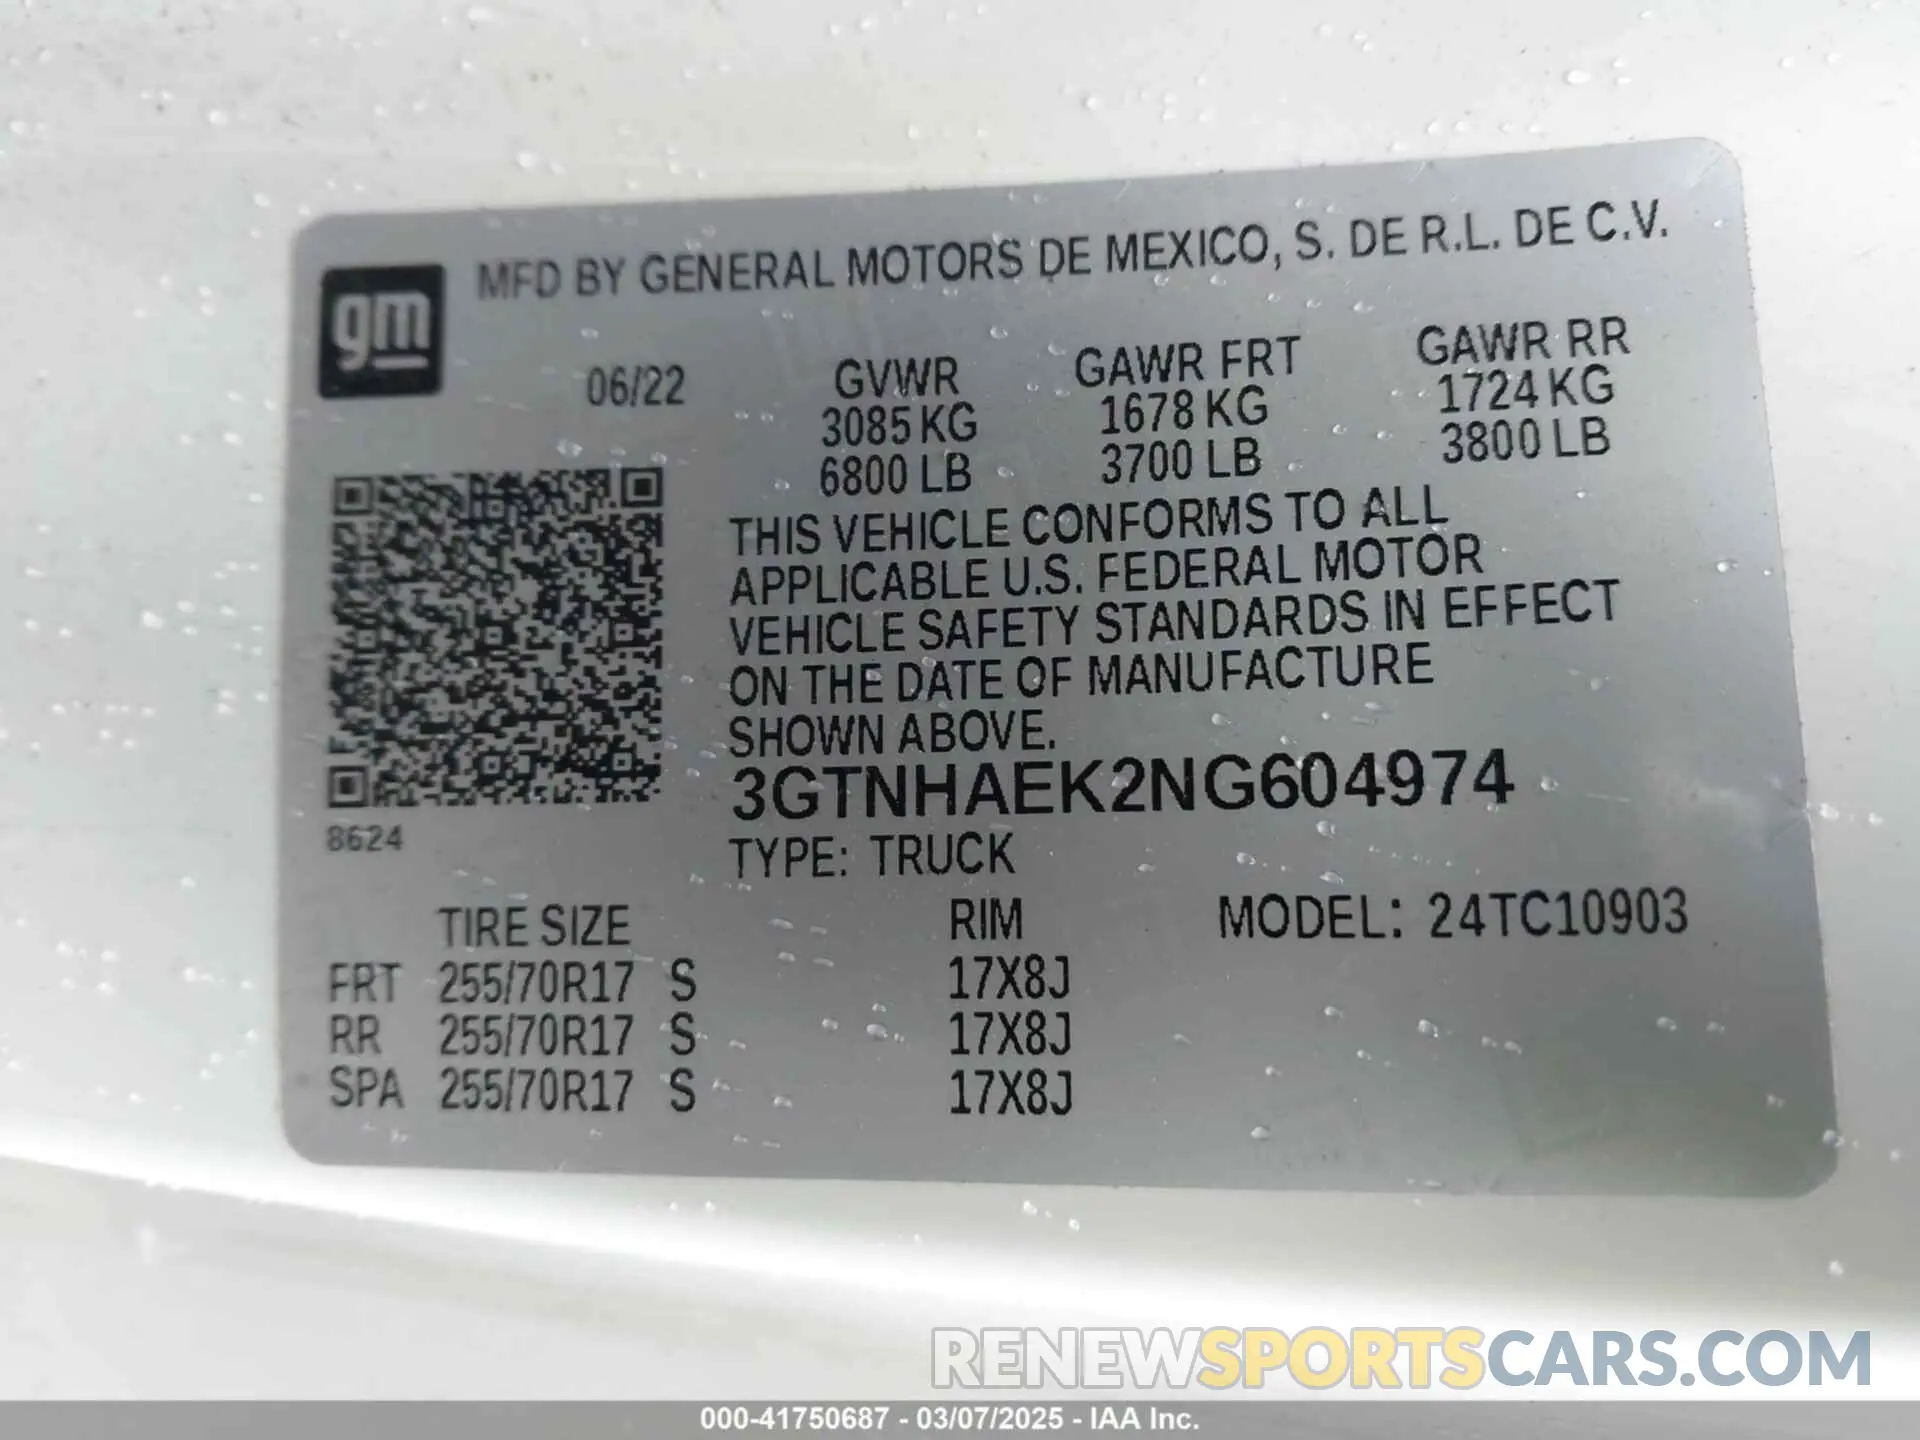 gm
MFD BY GENERAL MOTORS DE MEXICO, S. DE R.L. DE C.V.
06/22 GVWR GAWR FRT GAWR RR
3085 KG 1678 KG 1724 KG
6800 LB 3700 LB 3800 LB
THIS VEHICLE CONFORMS TO ALL
APPLICABLE U.S. FEDERAL MOTOR
VEHICLE SAFETY STANDARDS IN EFFECT
ON THE DATE OF MANUFACTURE
SHOWN ABOVE.
3GTNHAEK2NG604974
8624
TYPE: TRUCK
TIRE SIZE RIM MODEL: 24TC10903
FRT 255/70R17 S 17X8J
RR 255/70R17 S 17X8J
SPA 255/70R17 S 17X8J
RENEWSPORTSCARS.COM
000-41750687 - 03/07/2025 - IAA Inc.